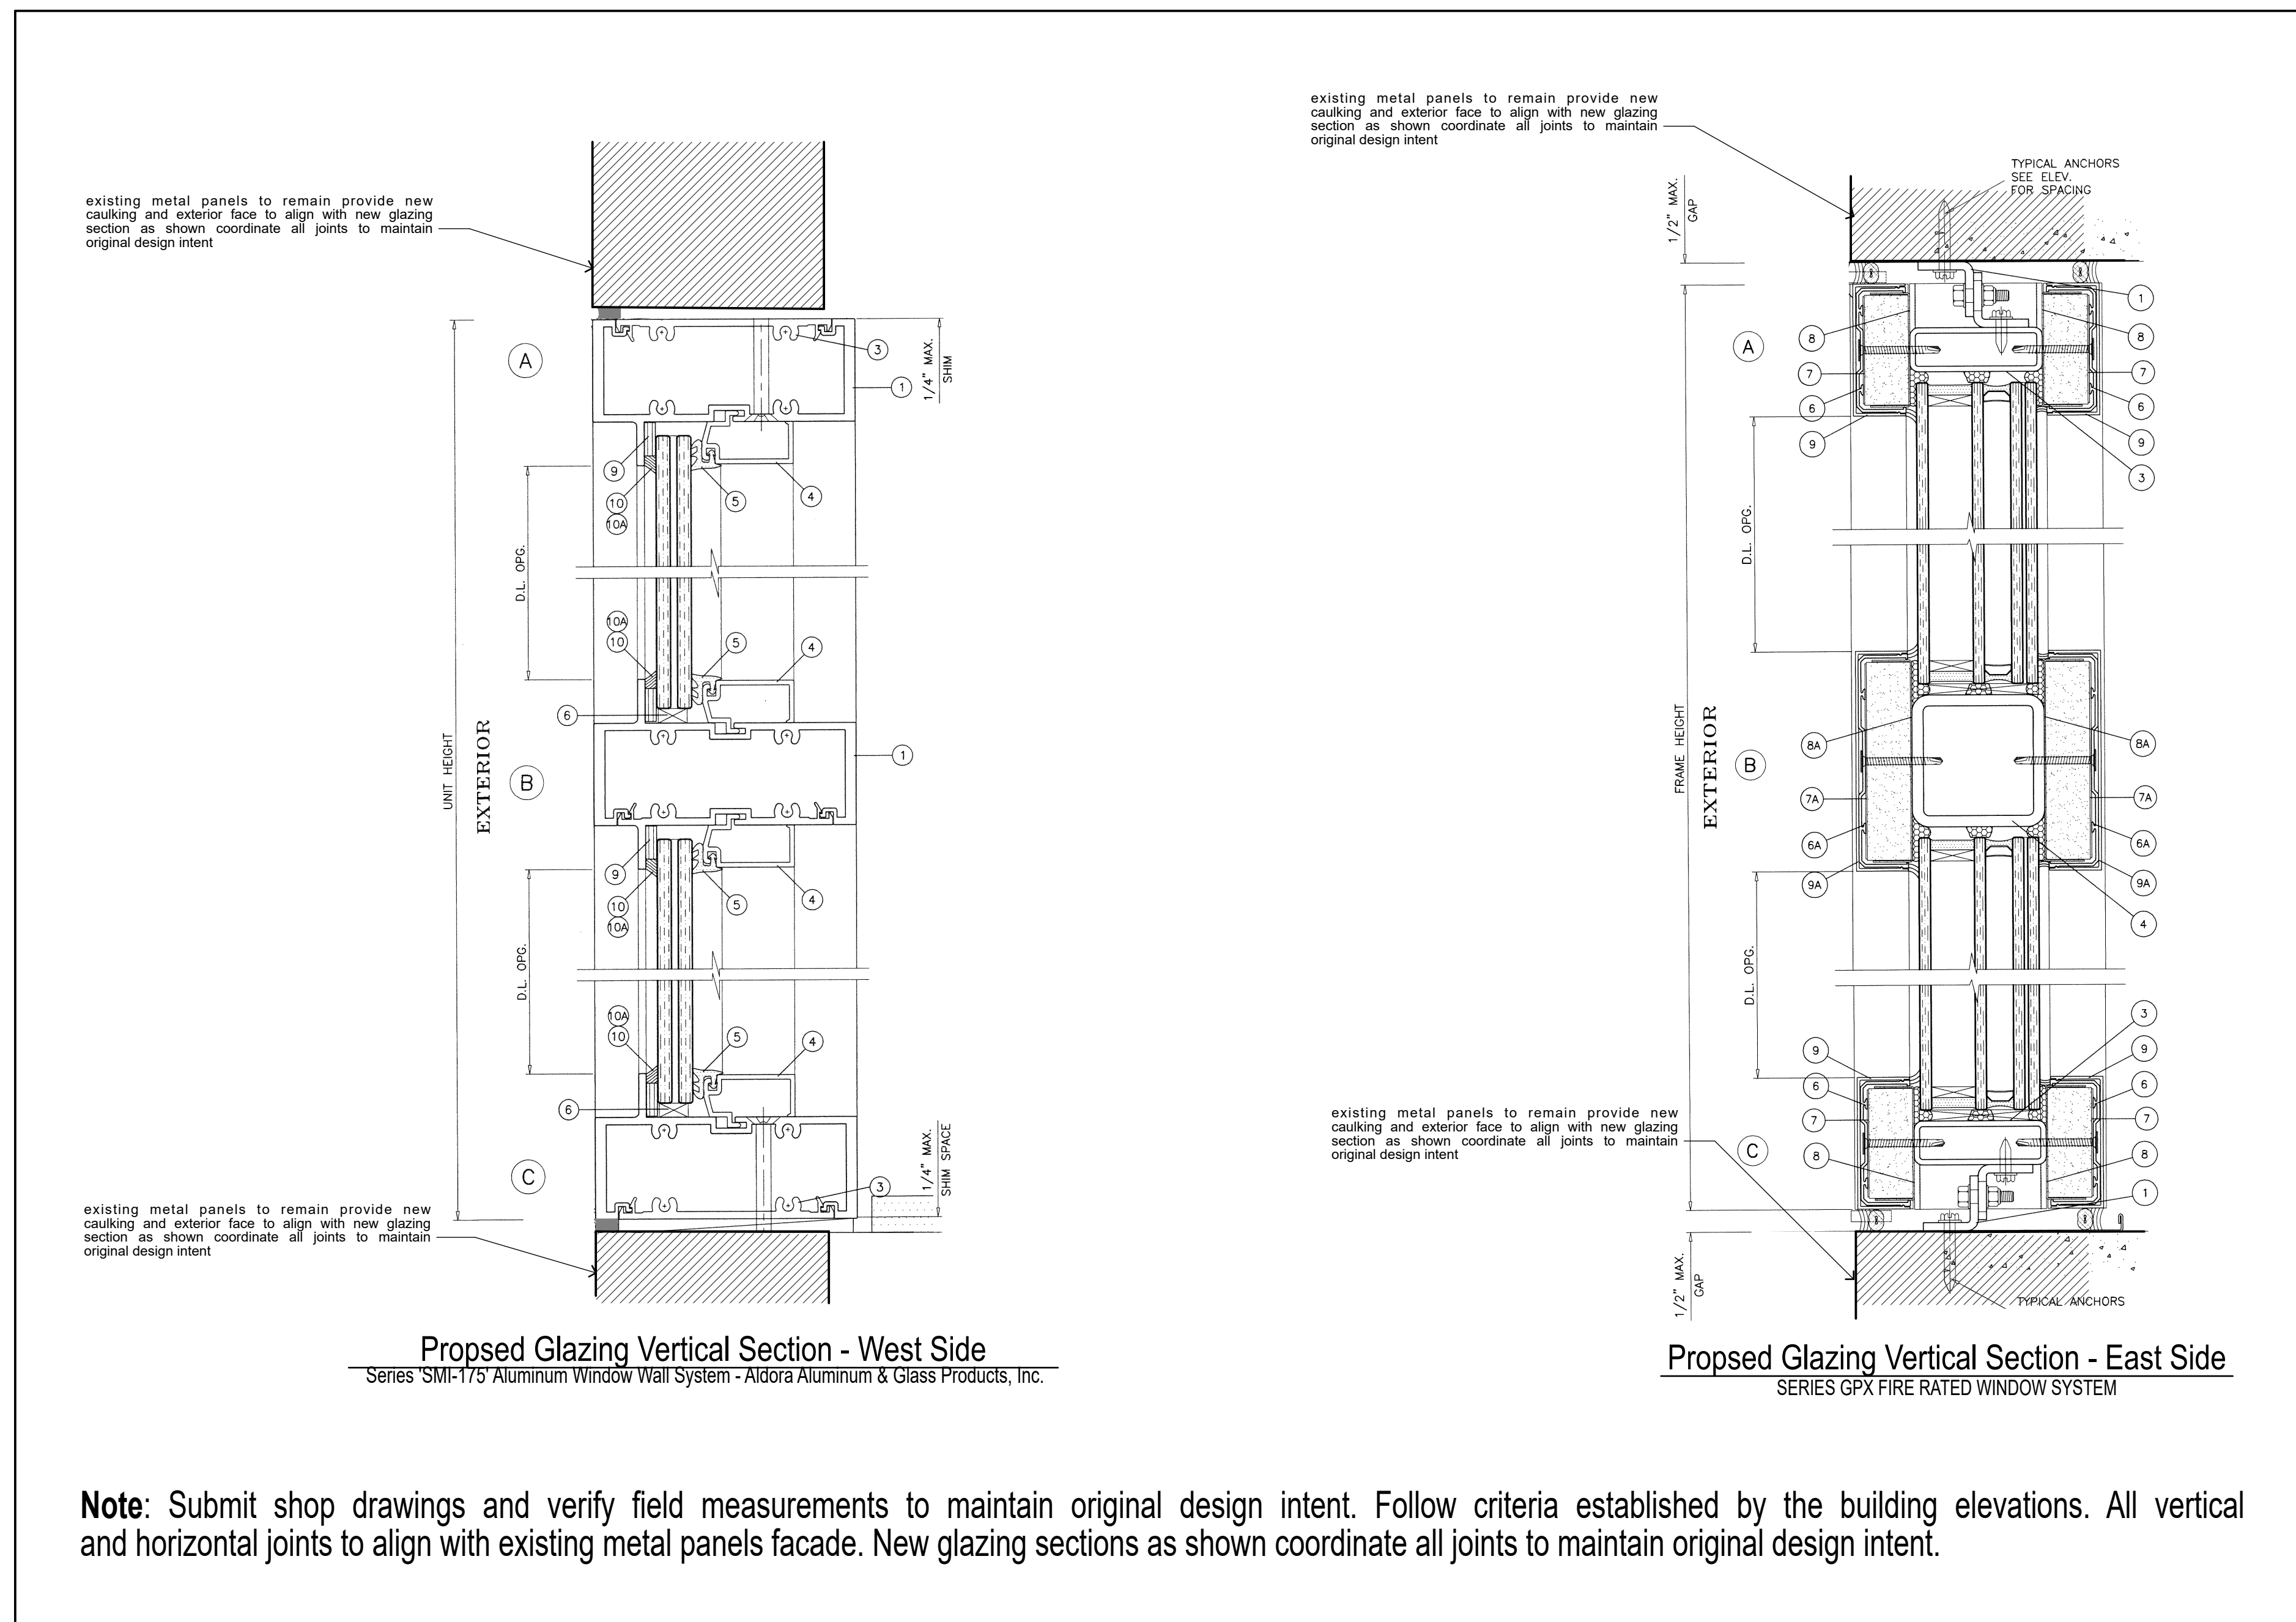 existing metal panels to remain provide new
caulking and exterior face to align with new glazing
section as shown coordinate all joints to maintain
original design intent
A
3
1
1/4" MAX.
SHIM
9
10
10A
5
4
D.L. OPG.
10A
10
5
4
6
UNIT HEIGHT
EXTERIOR
B
1
9
10
10A
5
4
D.L. OPG.
10A
10
5
4
6
C
3
1/4" MAX.
SHIM SPACE
existing metal panels to remain provide new
caulking and exterior face to align with new glazing
section as shown coordinate all joints to maintain
original design intent
Propsed Glazing Vertical Section - West Side
Series 'SMI-175' Aluminum Window Wall System - Aldora Aluminum & Glass Products, Inc.
existing metal panels to remain provide new
caulking and exterior face to align with new glazing
section as shown coordinate all joints to maintain
original design intent
TYPICAL ANCHORS
SEE ELEV.
FOR SPACING
1/2" MAX.
GAP
1
A
8
8
7
7
6
6
9
9
3
D.L. OPG.
FRAME HEIGHT
EXTERIOR
B
8A
8A
7A
7A
6A
6A
9A
9A
4
D.L. OPG.
3
9
9
6
6
7
7
C
8
8
1
existing metal panels to remain provide new
caulking and exterior face to align with new glazing
section as shown coordinate all joints to maintain
original design intent
1/2" MAX.
GAP
TYPICAL ANCHORS
Propsed Glazing Vertical Section - East Side
SERIES GPX FIRE RATED WINDOW SYSTEM
Note: Submit shop drawings and verify field measurements to maintain original design intent. Follow criteria established by the building elevations. All vertical
and horizontal joints to align with existing metal panels facade. New glazing sections as shown coordinate all joints to maintain original design intent.